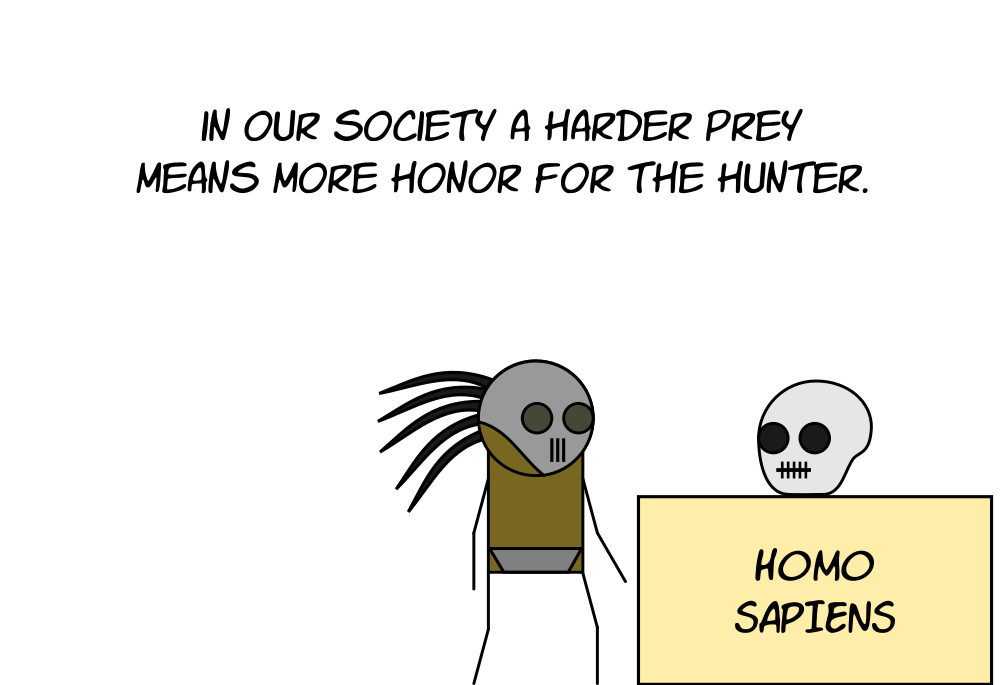 IN OUR SOCIETY A HARDER PREY
MEANS MORE HONOR FOR THE HUNTER.
HOMO
SAPIENS